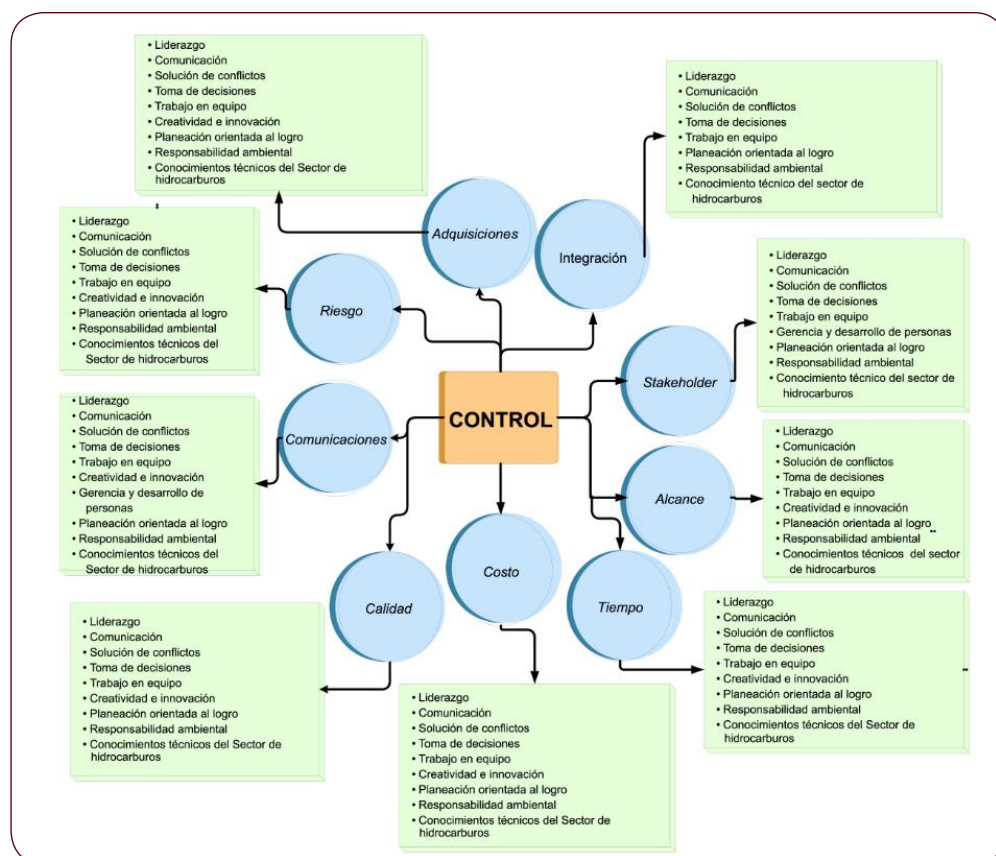 • Liderazgo
• Comunicación
• Solución de conflictos
• Toma de decisiones
• Trabajo en equipo
• Creatividad e innovación
• Planeación orientada al logro
• Responsabilidad ambiental
• Conocimientos técnicos del Sector de
hidrocarburos
• Liderazgo
• Comunicación
• Solución de conflictos
• Toma de decisiones
• Trabajo en equipo
• Planeación orientada al logro
• Responsabilidad ambiental
• Conocimiento técnico del sector de
hidrocarburos
Adquisiciones
Integración
• Liderazgo
• Comunicación
• Solución de conflictos
• Toma de decisiones
• Trabajo en equipo
• Creatividad e innovación
• Planeación orientada al logro
• Responsabilidad ambiental
• Conocimientos técnicos del
Sector de hidrocarburos
Riesgo
• Liderazgo
• Comunicación
• Solución de conflictos
• Toma de decisiones
• Trabajo en equipo
• Gerencia y desarrollo de personas
• Planeación orientada al logro
• Responsabilidad ambiental
• Conocimiento técnico del sector de
hidrocarburos
Stakeholder
CONTROL
• Liderazgo
• Comunicación
• Solución de conflictos
• Toma de decisiones
• Trabajo en equipo
• Creatividad e innovación
• Gerencia y desarrollo de
personas
• Planeación orientada al logro
• Responsabilidad ambiental
• Conocimientos técnicos del
Sector de hidrocarburos
Comunicaciones
Alcance
• Liderazgo
• Comunicación
• Solución de conflictos
• Toma de decisiones
• Trabajo en equipo
• Creatividad e innovación
• Planeación orientada al logro
• Responsabilidad ambiental
• Conocimientos técnicos del sector
de hidrocarburos
Calidad
Costo
Tiempo
• Liderazgo
• Comunicación
• Solución de conflictos
• Toma de decisiones
• Trabajo en equipo
• Creatividad e innovación
• Planeación orientada al logro
• Responsabilidad ambiental
• Conocimientos técnicos del Sector de
hidrocarburos
• Liderazgo
• Comunicación
• Solución de conflictos
• Toma de decisiones
• Trabajo en equipo
• Creatividad e innovación
• Planeación orientada al logro
• Responsabilidad ambiental
• Conocimientos técnicos del Sector de
hidrocarburos
• Liderazgo
• Comunicación
• Solución de conflictos
• Toma de decisiones
• Trabajo en equipo
• Creatividad e innovación
• Planeación orientada al logro
• Responsabilidad ambiental
• Conocimientos técnicos del Sector de
hidrocarburos